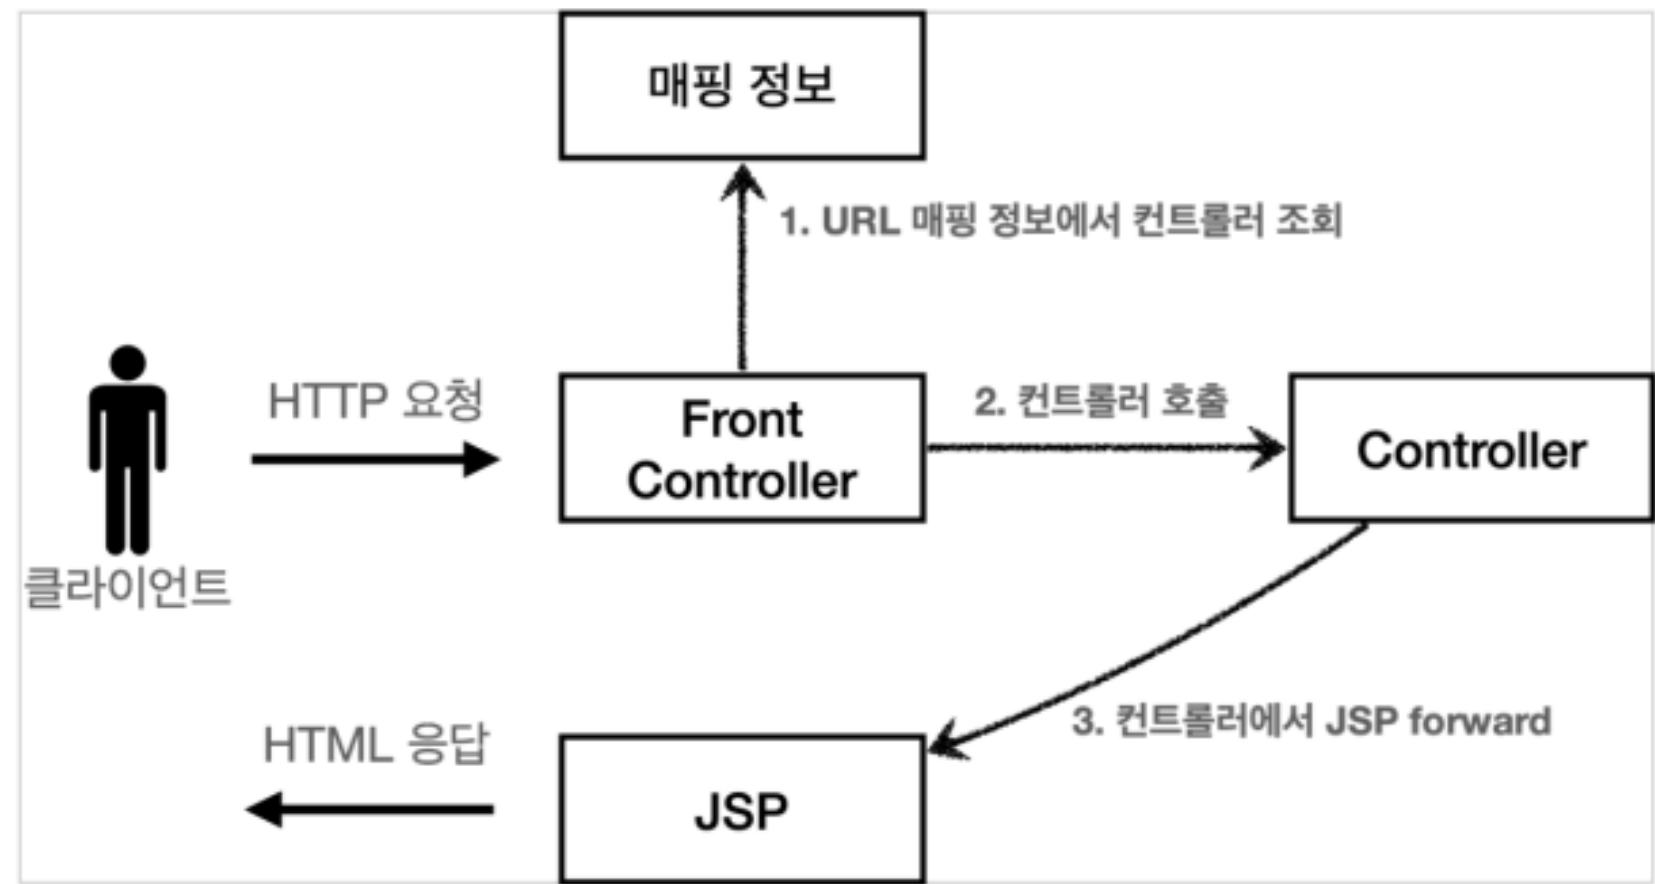 매핑 정보
1. URL 매핑 정보에서 컨트롤러 조회
HTTP 요청
Front
Controller
2. 컨트롤러 호출
Controller
클라이언트
3. 컨트롤러에서 JSP forward
HTML 응답
JSP